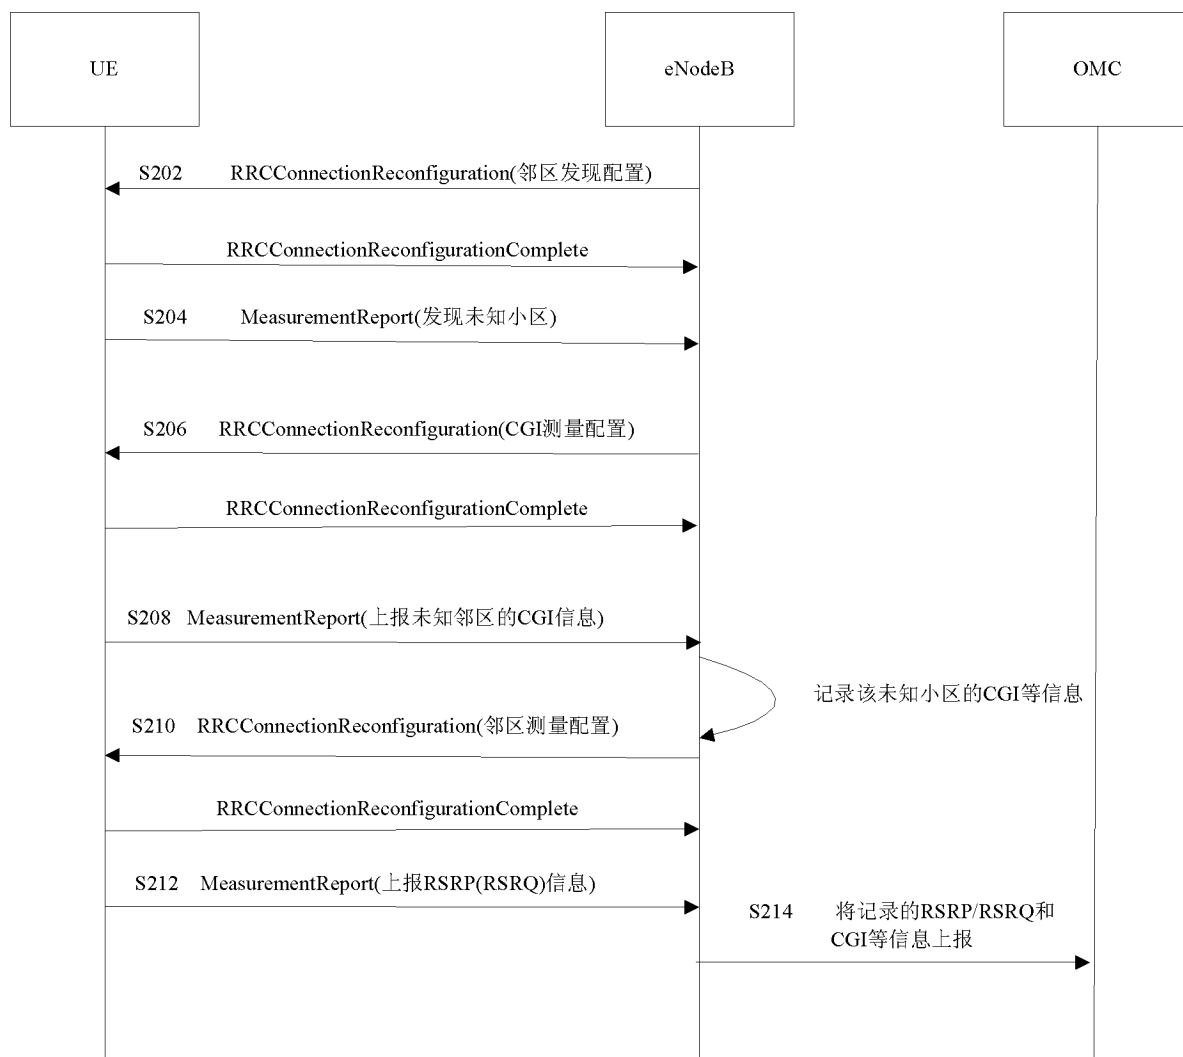 UE
eNodeB
OMC
S202 RRCConnectionReconfiguration(邻区发现配置)
RRCConnectionReconfigurationComplete
S204 MeasurementReport(发现未知小区)
S206 RRCConnectionReconfiguration(CGI测量配置)
RRCConnectionReconfigurationComplete
S208 MeasurementReport(上报未知邻区的CGI信息)
记录该未知小区的CGI等信息
S210 RRCConnectionReconfiguration(邻区测量配置)
RRCConnectionReconfigurationComplete
S212 MeasurementReport(上报RSRP(RSRQ)信息)
S214 将记录的RSRP/RSRQ和
CGI等信息上报